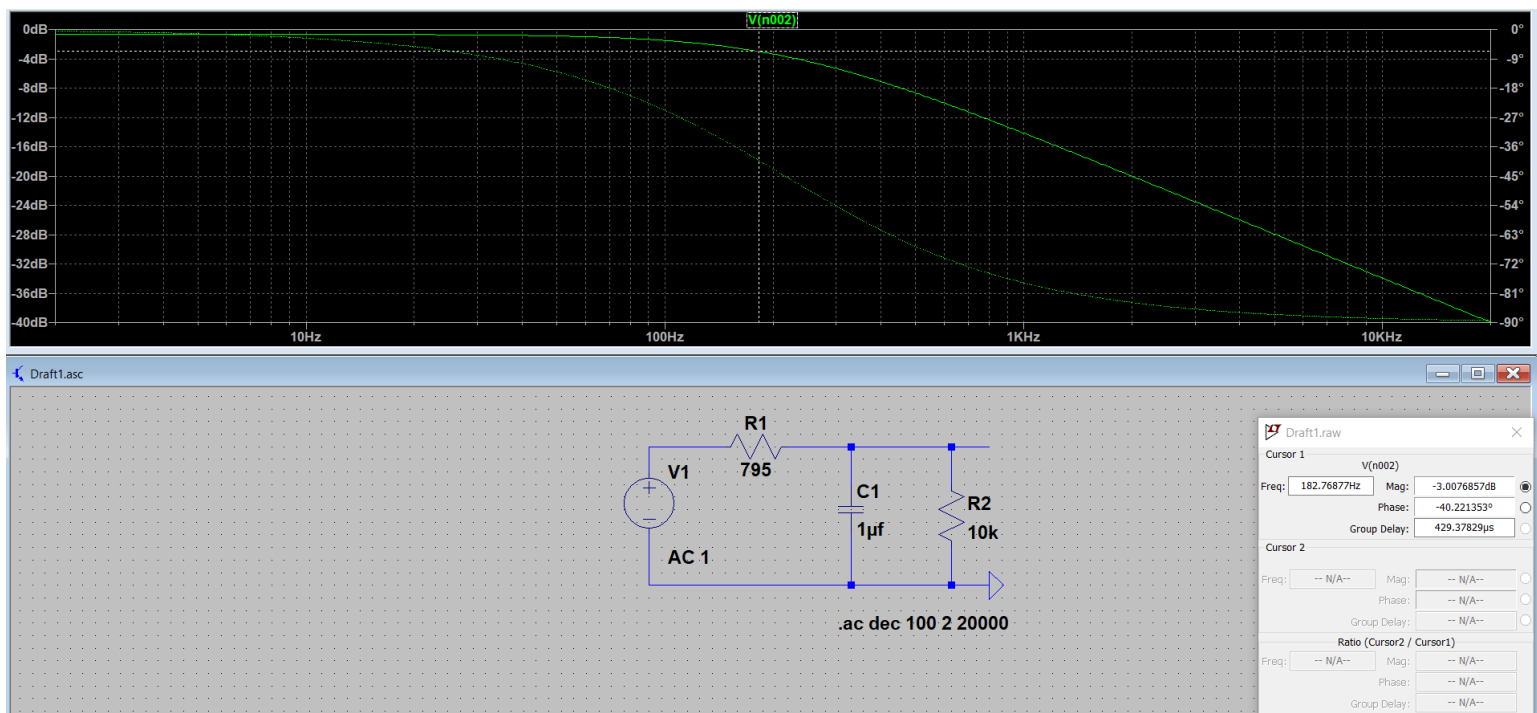 V(n002)
0dB 0°
-4dB -9°
-8dB -18°
-12dB -27°
-16dB -36°
-20dB -45°
-24dB -54°
-28dB -63°
-32dB -72°
-36dB -81°
-40dB -90°
10Hz 100Hz 1KHz 10KHz
Draft1.asc
R1
795
V1
AC 1
C1
1µf
R2
10k
.ac dec 100 2 20000
Draft1.raw
Cursor 1
V(n002)
Freq: 182.76877Hz Mag: -3.0076857dB
Phase: -40.221353°
Group Delay: 429.37829µs
Cursor 2
Freq: -- N/A-- Mag: -- N/A--
Phase: -- N/A--
Group Delay: -- N/A--
Ratio (Cursor2 / Cursor1)
Freq: -- N/A-- Mag: -- N/A--
Phase: -- N/A--
Group Delay: -- N/A--